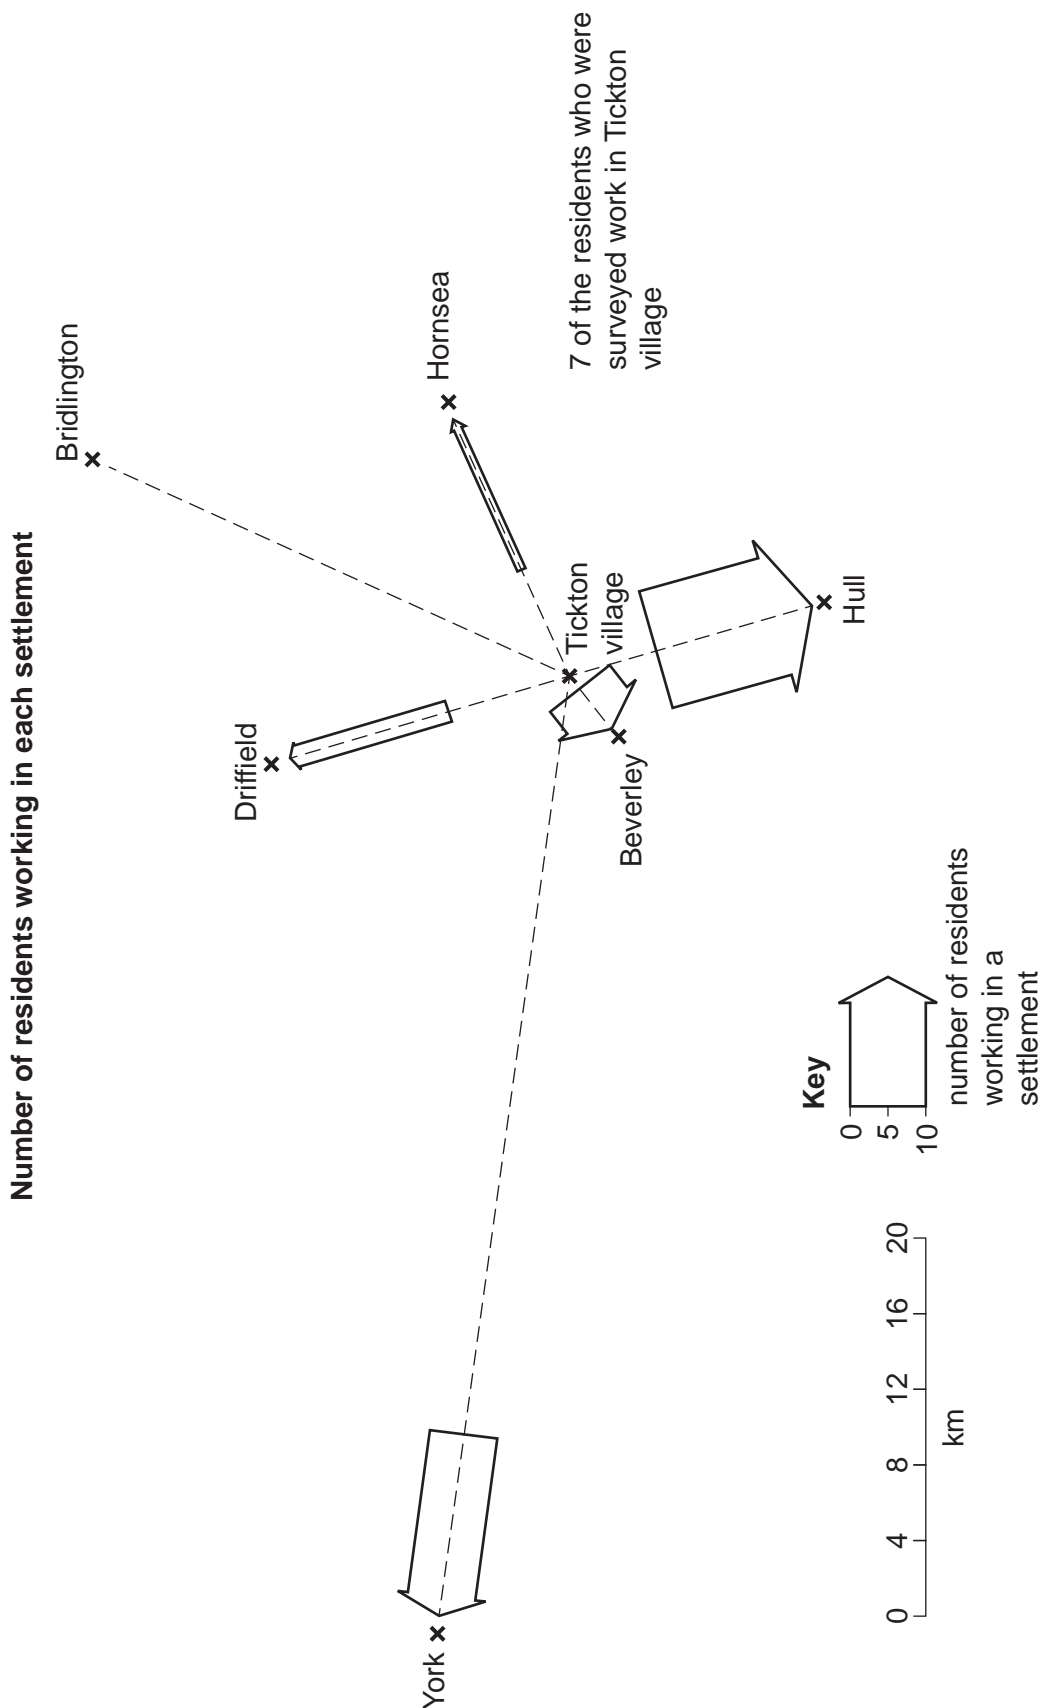 Number of residents working in each settlement
Bridlington
Driffield
Hornsea
York
Tickton
village
7 of the residents who were
surveyed work in Tickton
village
Beverley
Hull
Key
0
5
10
number of residents
working in a
settlement
0 4 8 12 16 20
km